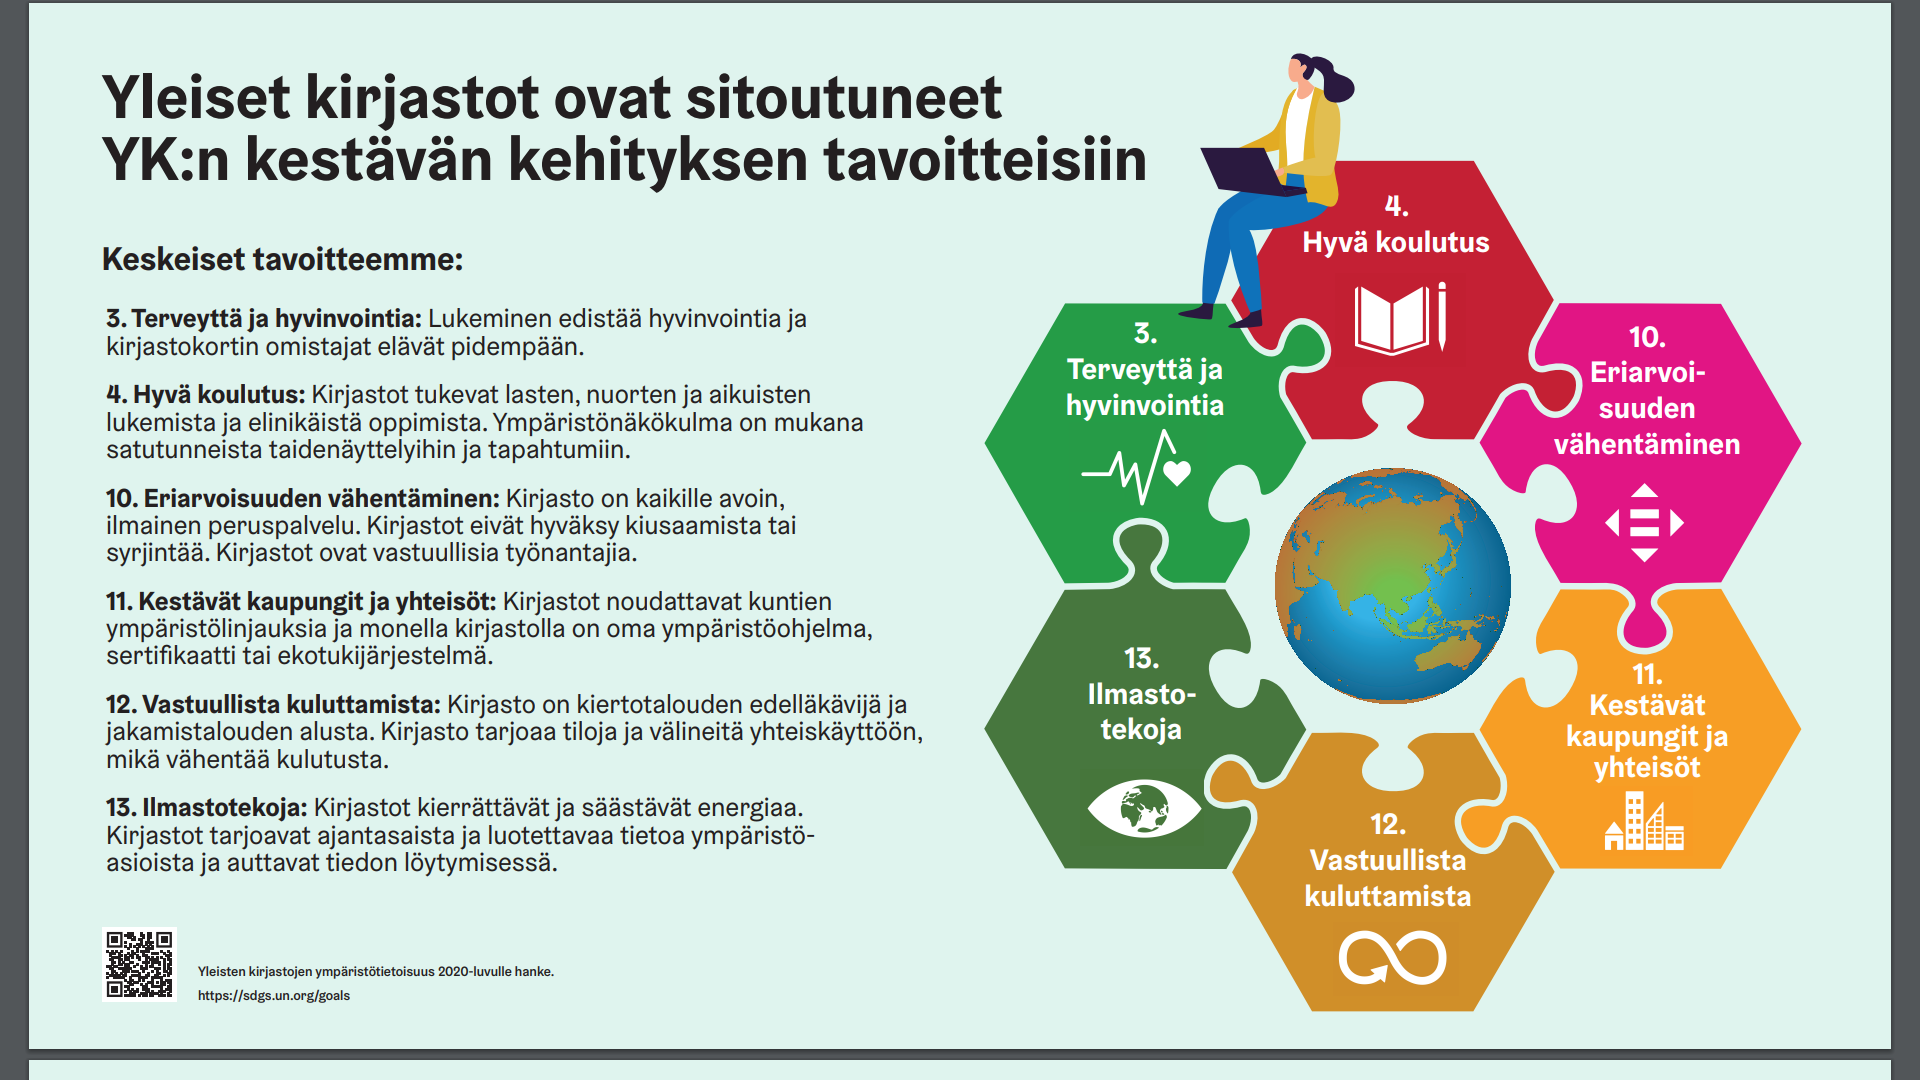 Yleiset kirjastot ovat sitoutuneet
YK:n kestävän kehityksen tavoitteisiin
Keskeiset tavoitteemme:
3. Terveyttä ja hyvinvointia: Lukeminen edistää hyvinvointia ja
kirjastokortin omistajat elävät pidempään.
4. Hyvä koulutus: Kirjastot tukevat lasten, nuorten ja aikuisten
lukemista ja elinikäistä oppimista. Ympäristönäkökulma on mukana
satutunneista taidenäyttelyihin ja tapahtumiin.
10. Eriarvoisuuden vähentäminen: Kirjasto on kaikille avoin,
ilmainen peruspalvelu. Kirjastot eivät hyväksy kiusaamista tai
syrjintää. Kirjastot ovat vastuullisia työnantajia.
11. Kestävät kaupungit ja yhteisöt: Kirjastot noudattavat kuntien
ympäristölinjauksia ja monella kirjastolla on oma ympäristöohjelma,
sertifikaatti tai ekotukijärjestelmä.
12. Vastuullista kuluttamista: Kirjasto on kiertotalouden edelläkävijä ja
jakamistalouden alusta. Kirjasto tarjoaa tiloja ja välineitä yhteiskäyttöön,
mikä vähentää kulutusta.
13. Ilmastotekoja: Kirjastot kierrättävät ja säästävät energiaa.
Kirjastot tarjoavat ajantasaista ja luotettavaa tietoa ympäristö-
asioista ja auttavat tiedon löytymisessä.
Yleisten kirjastojen ympäristötietoisuus 2020-luvulle hanke.
https://sdgs.un.org/goals
4.
Hyvä koulutus
3.
Terveyttä ja
hyvinvointia
10.
Eriarvoi-
suuden
vähentäminen
13.
Ilmasto-
tekoja
11.
Kestävät
kaupungit ja
yhteisöt
12.
Vastuullista
kuluttamista